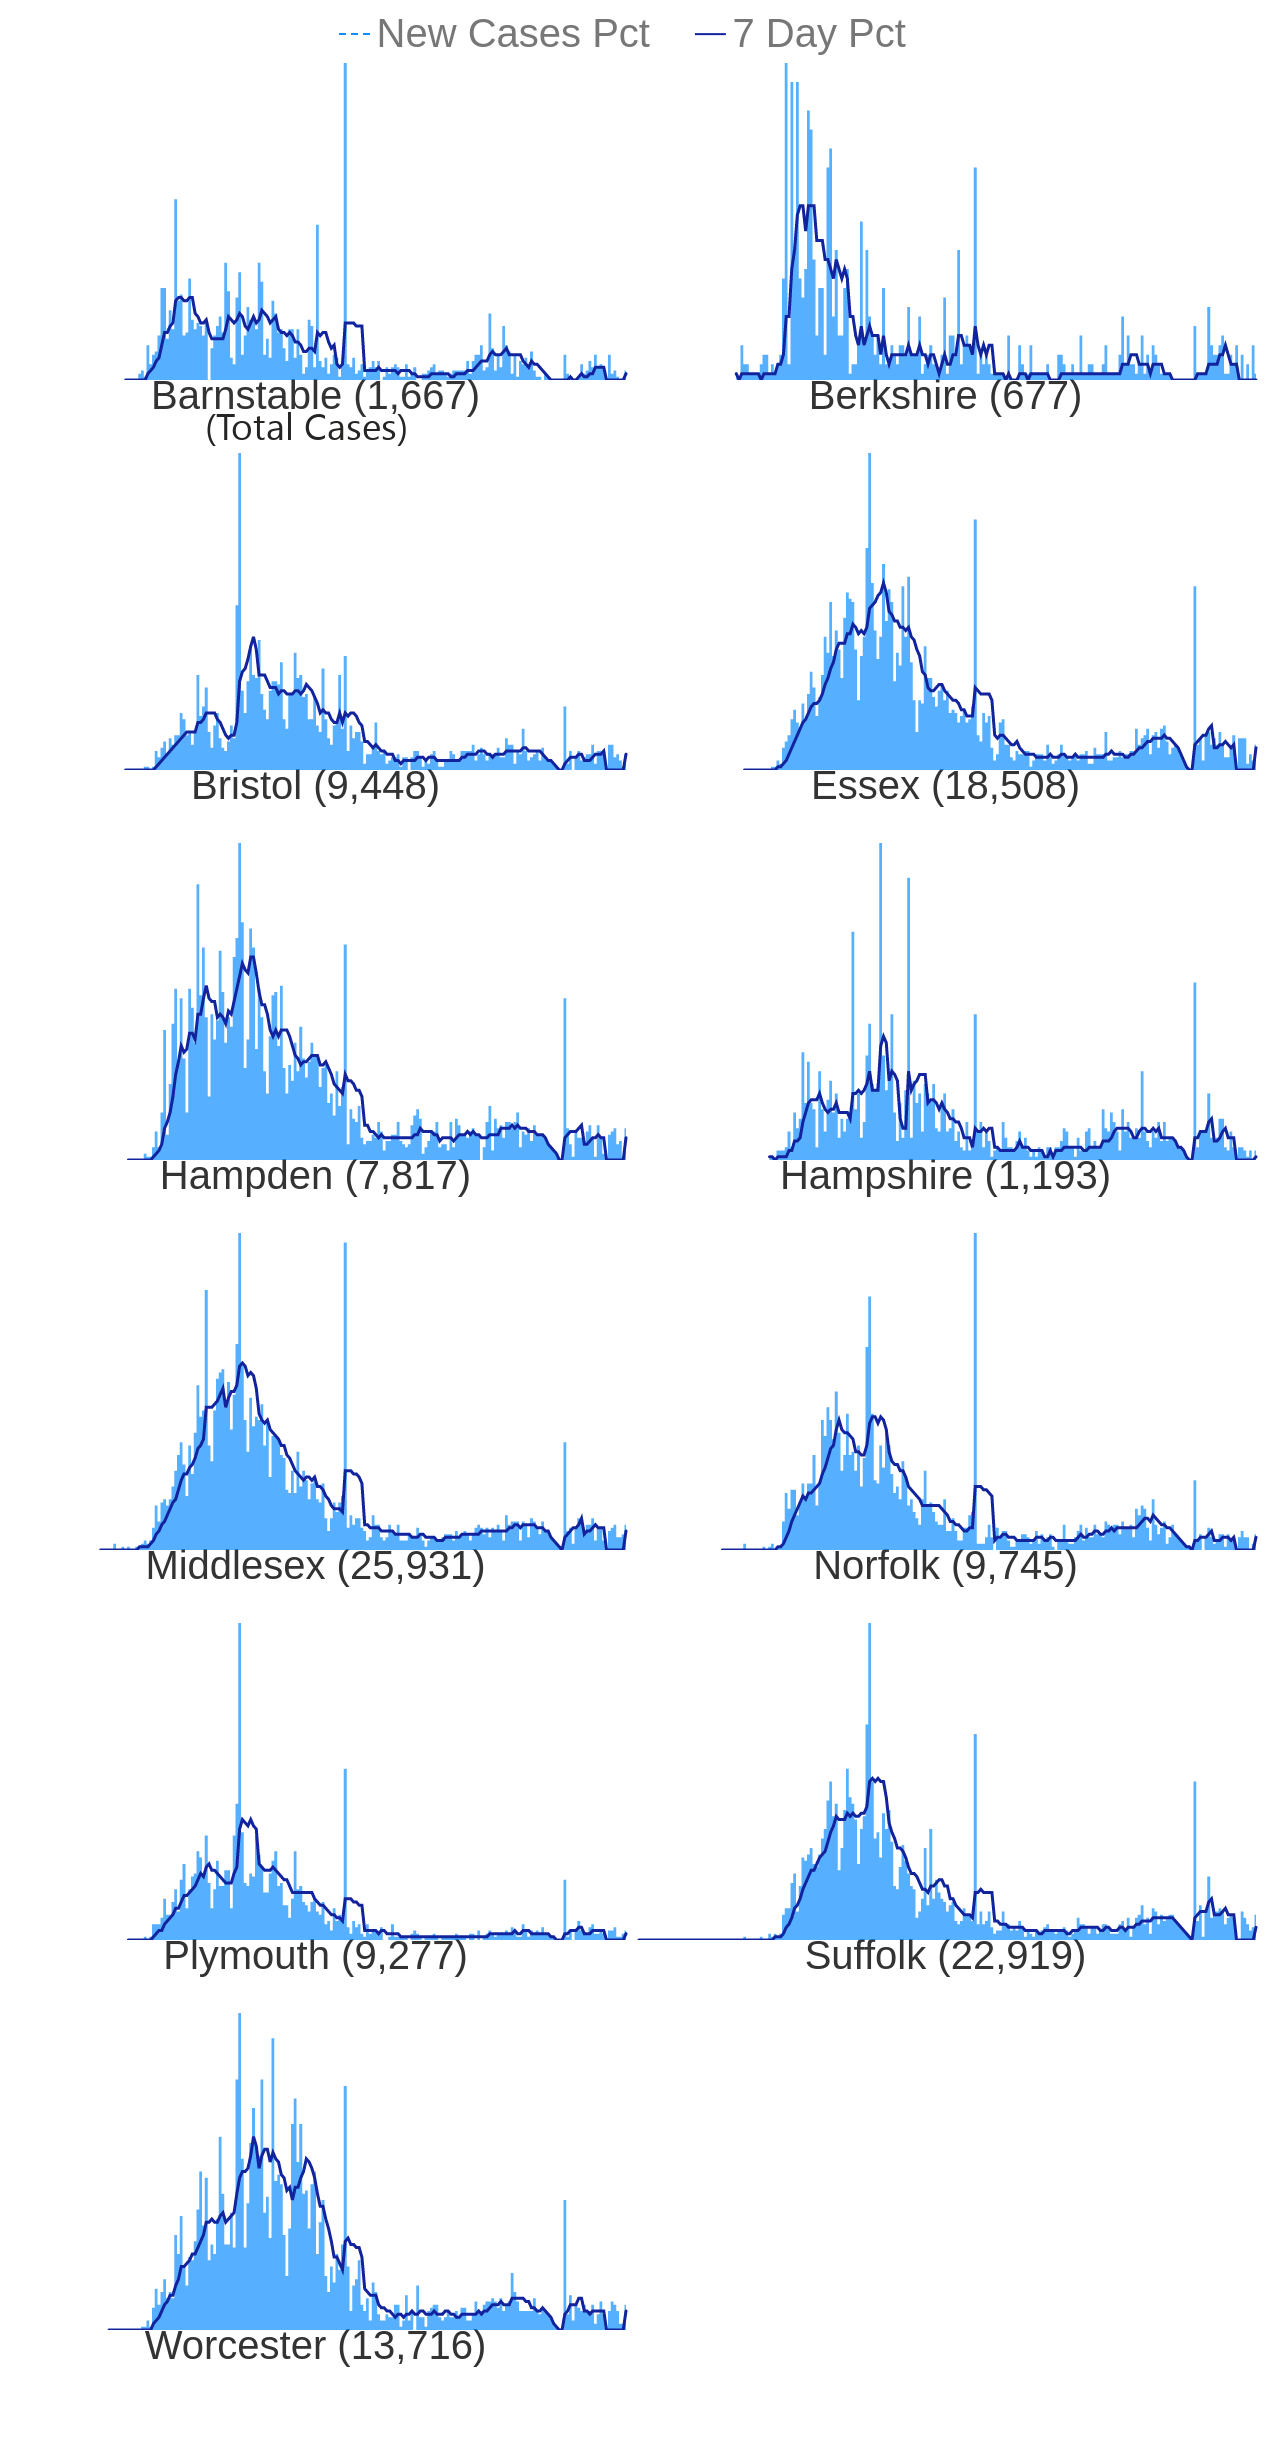 New Cases Pct 7 Day Pct
Barnstable (1,667) Berkshire (677)
(Total Cases)
Bristol (9,448) Essex (18,508)
Hampden (7,817) Hampshire (1,193)
Middlesex (25,931) Norfolk (9,745)
Plymouth (9,277) Suffolk (22,919)
Worcester (13,716)